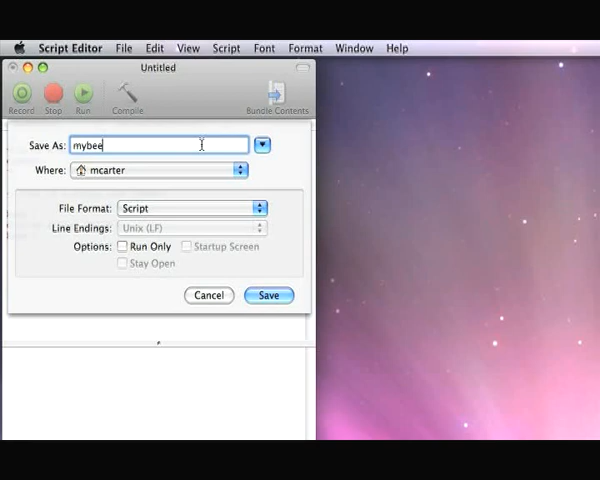 Script Editor File Edit View Script Font Format Window Help
Untitled
Record Stop Run Compile Bundle Contents
Save As: mybee
Where: mcarter
File Format: Script
Line Endings: Unix (LF)
Options: Run Only Startup Screen
Stay Open
Cancel Save